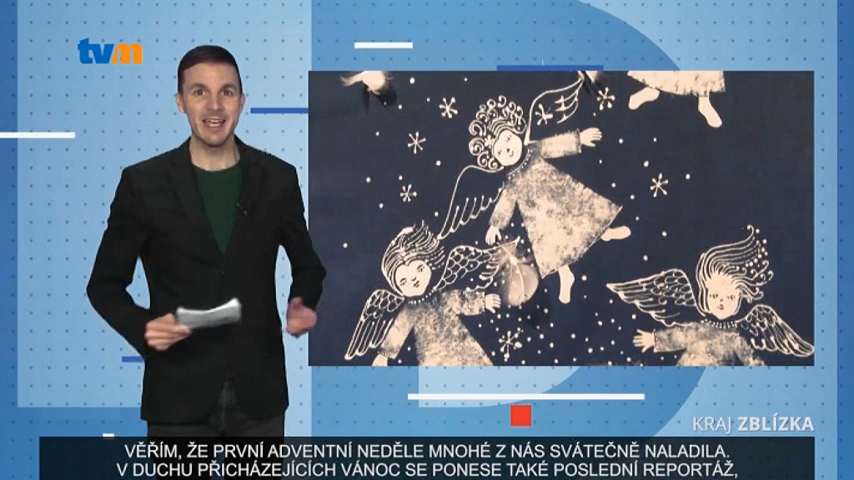 tvm
KRAJ ZBLÍZKA
VĚŘÍM, ŽE PRVNÍ ADVENTNÍ NEDĚLE MNOHÉ Z NÁS SVÁTEČNĚ NALADILA.
V DUCHU PŘICHÁZEJÍCÍCH VÁNOC SE PONESE TAKÉ POSLEDNÍ REPORTÁŽ,